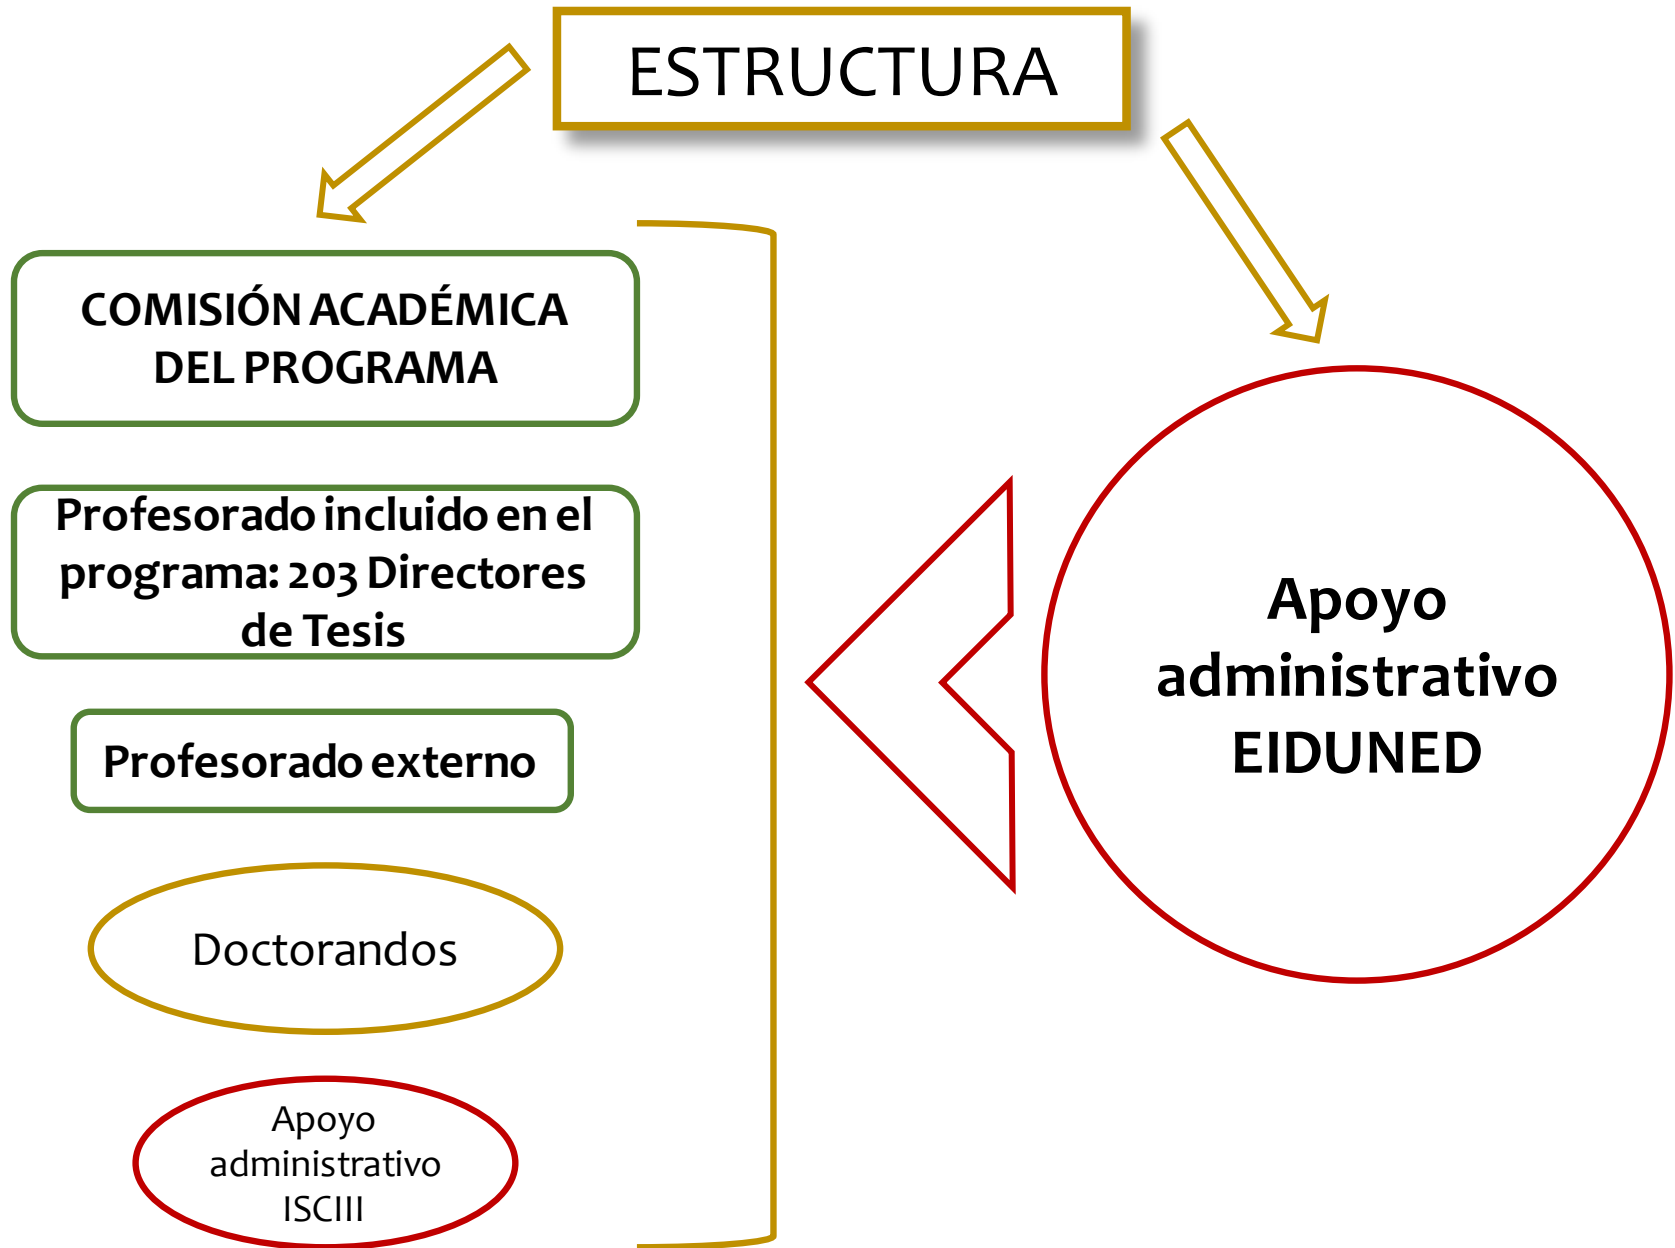 ESTRUCTURA
COMISIÓN ACADÉMICA
DEL PROGRAMA
Profesorado incluido en el
programa: 203 Directores
de Tesis
Profesorado externo
Doctorandos
Apoyo
administrativo
ISCIII
Apoyo
administrativo
EIDUNED